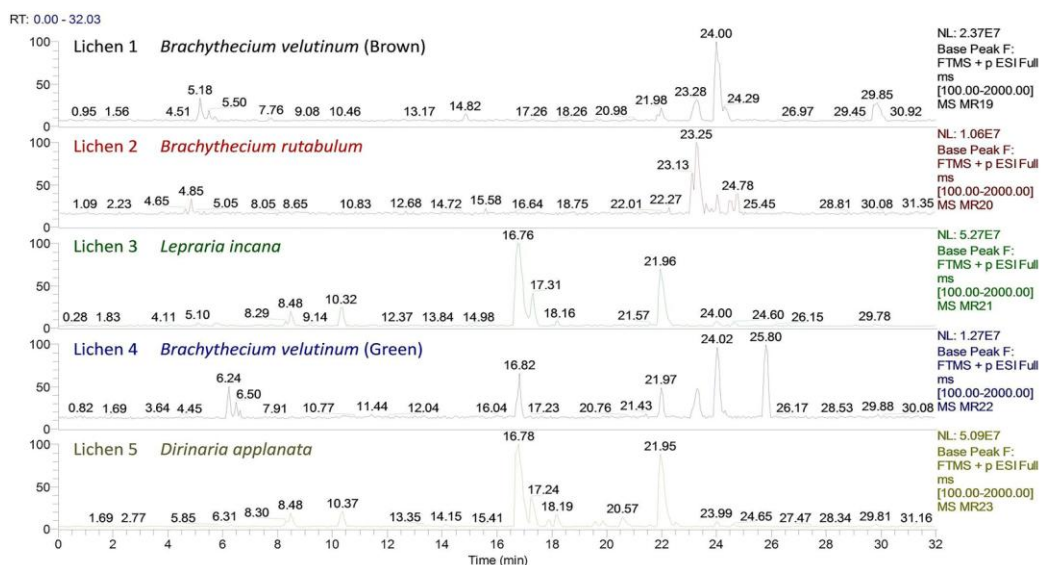 RT: 0.00 - 32.03
Lichen 1 Brachythecium velutinum (Brown)
100
50
0
0.95 1.56 4.51 5.18 5.50 7.76 9.08 10.46 13.17 14.82 17.26 18.26 20.98 21.98 23.28 24.00 24.29 26.97 29.45 29.85 30.92
NL: 2.37E7
Base Peak F:
FTMS + p ESI Full
ms
[100.00-2000.00]
MS MR19
Lichen 2 Brachythecium rutabulum
100
50
0
1.09 2.23 4.65 4.85 5.05 8.05 8.65 10.83 12.68 14.72 15.58 16.64 18.75 22.01 22.27 23.13 23.25 24.78 25.45 28.81 30.08 31.35
NL: 1.06E7
Base Peak F:
FTMS + p ESI Full
ms
[100.00-2000.00]
MS MR20
Lichen 3 Lepraria incana
100
50
0
0.28 1.83 4.11 5.10 8.29 8.48 9.14 10.32 12.37 13.84 14.98 16.76 17.31 18.16 21.57 21.96 24.00 24.60 26.15 29.78
NL: 5.27E7
Base Peak F:
FTMS + p ESI Full
ms
[100.00-2000.00]
MS MR21
Lichen 4 Brachythecium velutinum (Green)
100
50
0
0.82 1.69 3.64 4.45 6.24 6.50 7.91 10.77 11.44 12.04 16.04 16.82 17.23 20.76 21.43 21.97 24.02 25.80 26.17 28.53 29.88 30.08
NL: 1.27E7
Base Peak F:
FTMS + p ESI Full
ms
[100.00-2000.00]
MS MR22
Lichen 5 Dirinaria applanata
100
50
0
1.69 2.77 5.85 6.31 8.30 8.48 10.37 13.35 14.15 15.41 16.78 17.24 18.19 20.57 21.95 23.99 24.65 27.47 28.34 29.81 31.16
NL: 5.09E7
Base Peak F:
FTMS + p ESI Full
ms
[100.00-2000.00]
MS MR23
0 2 4 6 8 10 12 14 16 18 20 22 24 26 28 30 32
Time (min)